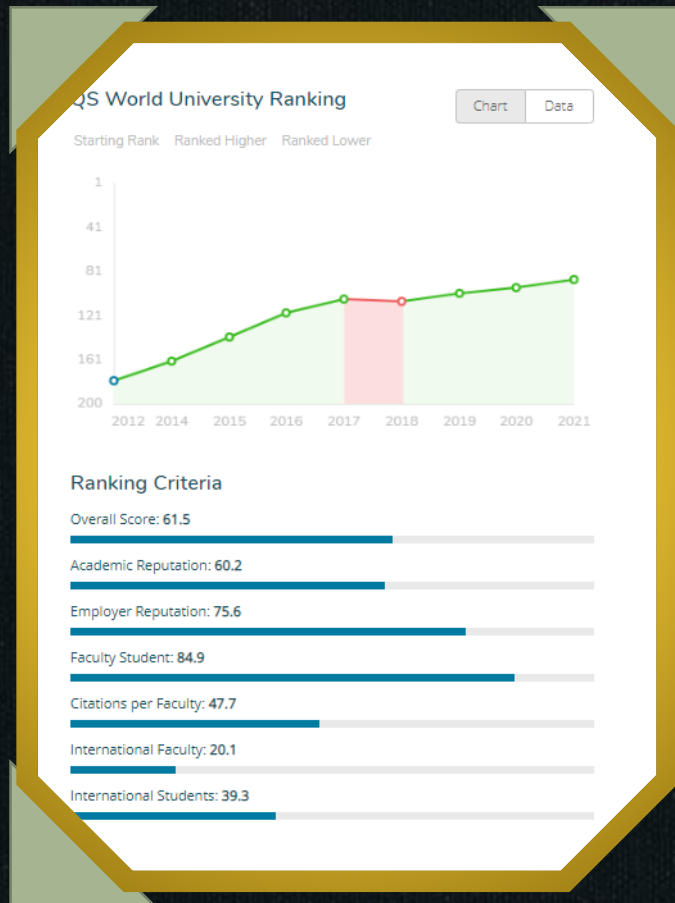 QS World University Ranking
Chart Data
Starting Rank Ranked Higher Ranked Lower
1
41
81
121
161
200
2012 2014 2015 2016 2017 2018 2019 2020 2021
Ranking Criteria
Overall Score: 61.5
Academic Reputation: 60.2
Employer Reputation: 75.6
Faculty Student: 84.9
Citations per Faculty: 47.7
International Faculty: 20.1
International Students: 39.3